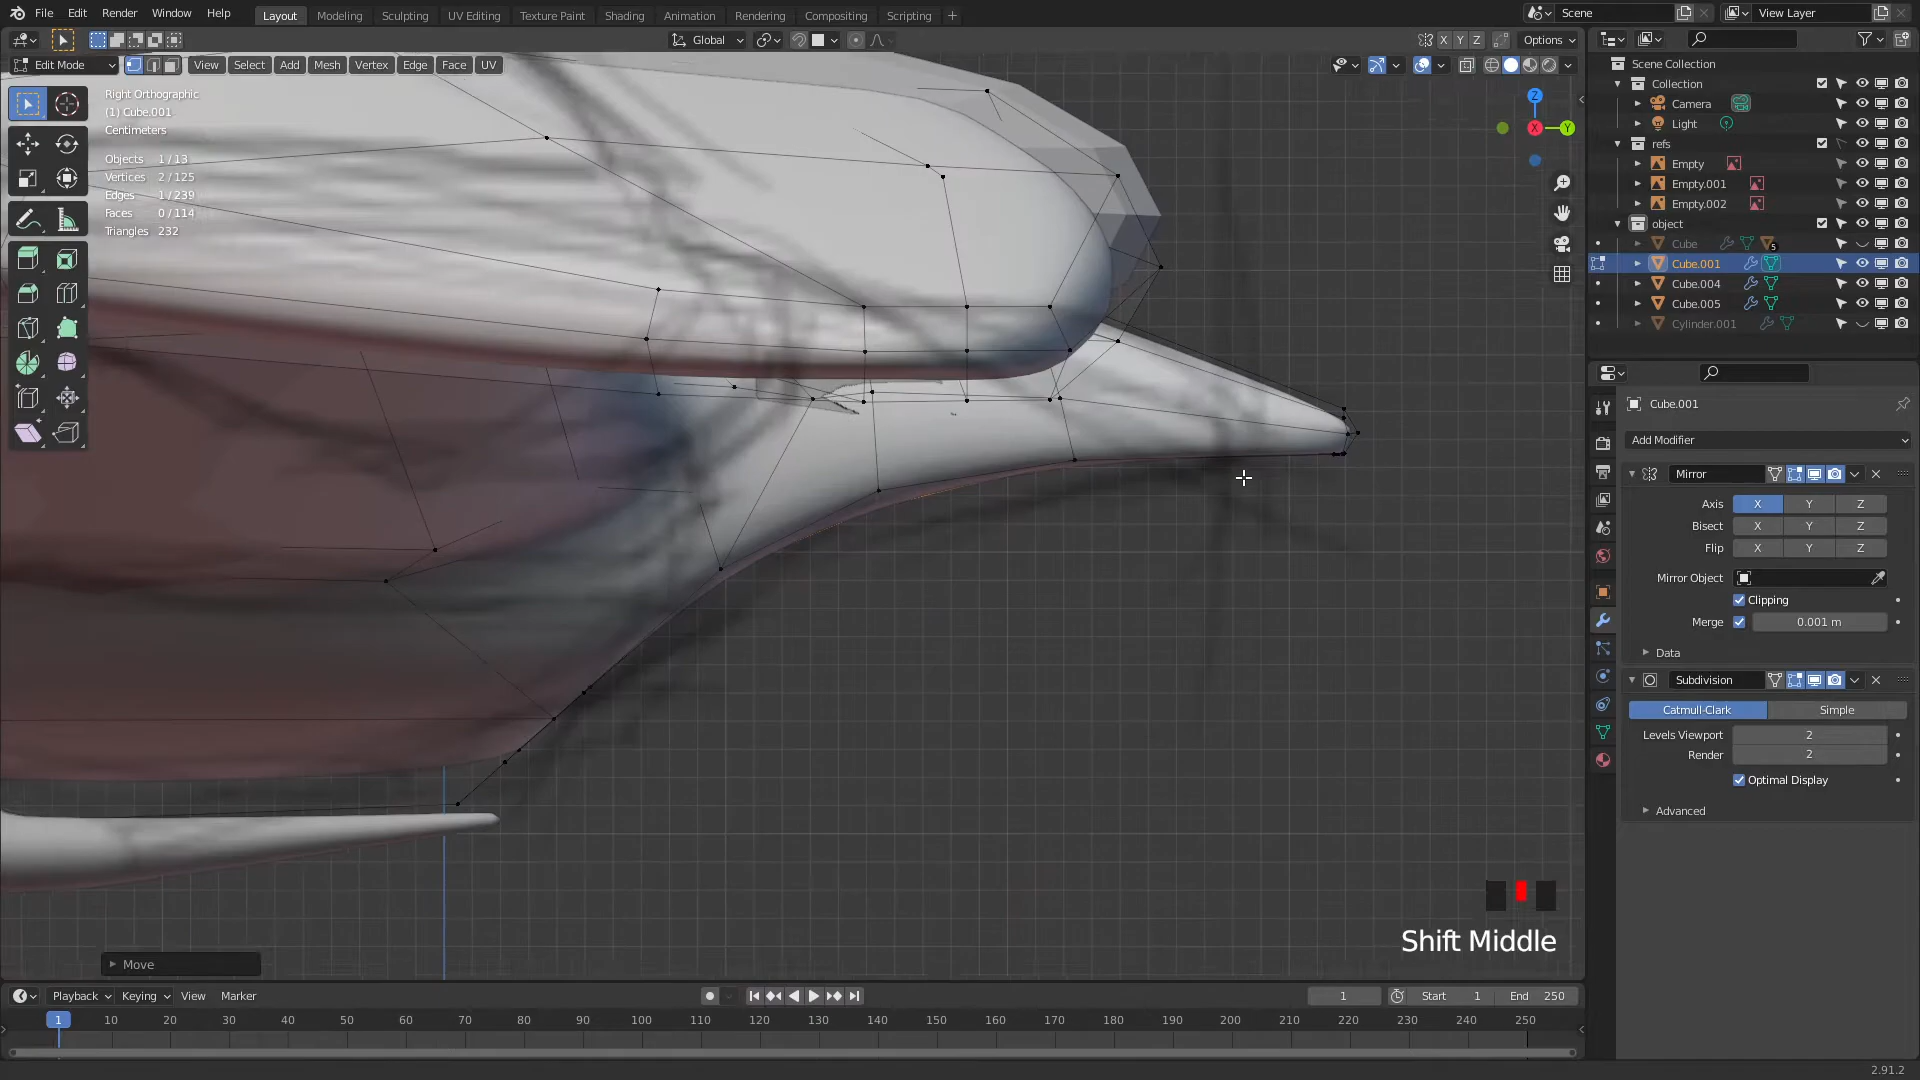 File Edit Render Window Help Layout Modeling Sculpting UV Editing Texture Paint Shading Animation Rendering Compositing Scripting + Scene View Layer
Global X Y Z Options
Edit Mode View Select Add Mesh Vertex Edge Face UV
Right Orthographic
(1) Cube.001
Centimeters
Objects 1 / 13
Vertices 2 / 125
Edges 1 / 239
Faces 0 / 114
Triangles 232
Z
X
Y
Scene Collection
Collection
Camera
Light
refs
Empty
Empty.001
Empty.002
object
Cube 5
Cube.001
Cube.004
Cube.005
Cylinder.001
Cube.001
Add Modifier
Mirror
Axis X Y Z
Bisect X Y Z
Flip X Y Z
Mirror Object
Clipping
Merge 0.001 m
Data
Subdivision
Catmull-Clark Simple
Levels Viewport 2
Render 2
Optimal Display
Advanced
Shift Middle
Move
Playback Keying View Marker 1 Start 1 End 250
1 10 20 30 40 50 60 70 80 90 100 110 120 130 140 150 160 170 180 190 200 210 220 230 240 250
2.91.2